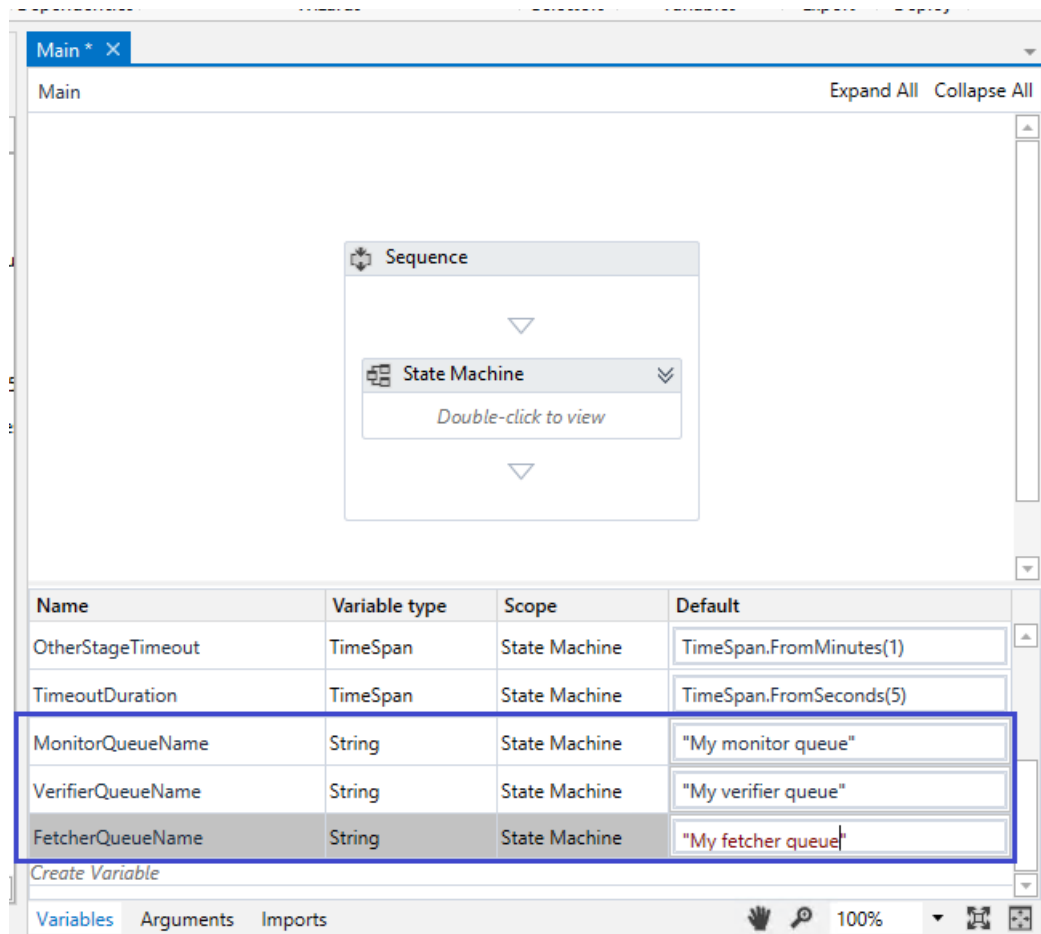 Main * ×
Main Expand All Collapse All
Sequence
State Machine
Double-click to view
Name Variable type Scope Default
OtherStageTimeout TimeSpan State Machine TimeSpan.FromMinutes(1)
TimeoutDuration TimeSpan State Machine TimeSpan.FromSeconds(5)
MonitorQueueName String State Machine "My monitor queue"
VerifierQueueName String State Machine "My verifier queue"
FetcherQueueName String State Machine "My fetcher queue"
Create Variable
Variables Arguments Imports 100%